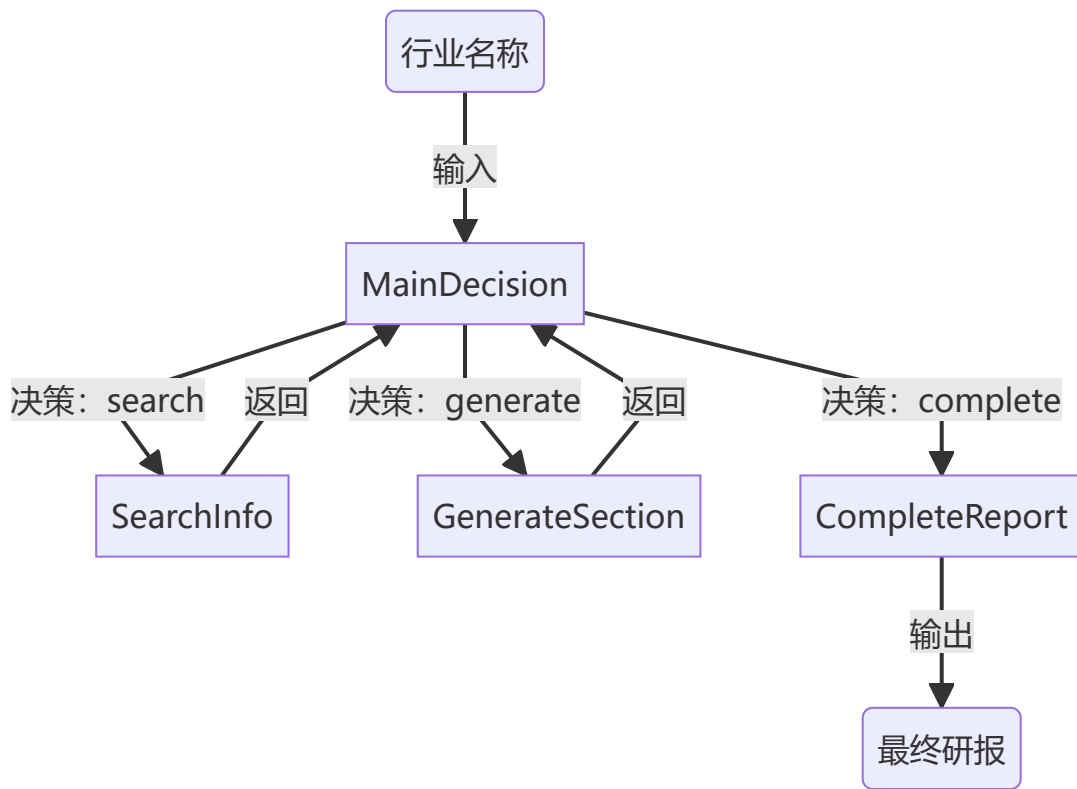 行业名称
输入
MainDecision
决策：search
返回
决策：generate
返回
决策：complete
SearchInfo
GenerateSection
CompleteReport
输出
最终研报